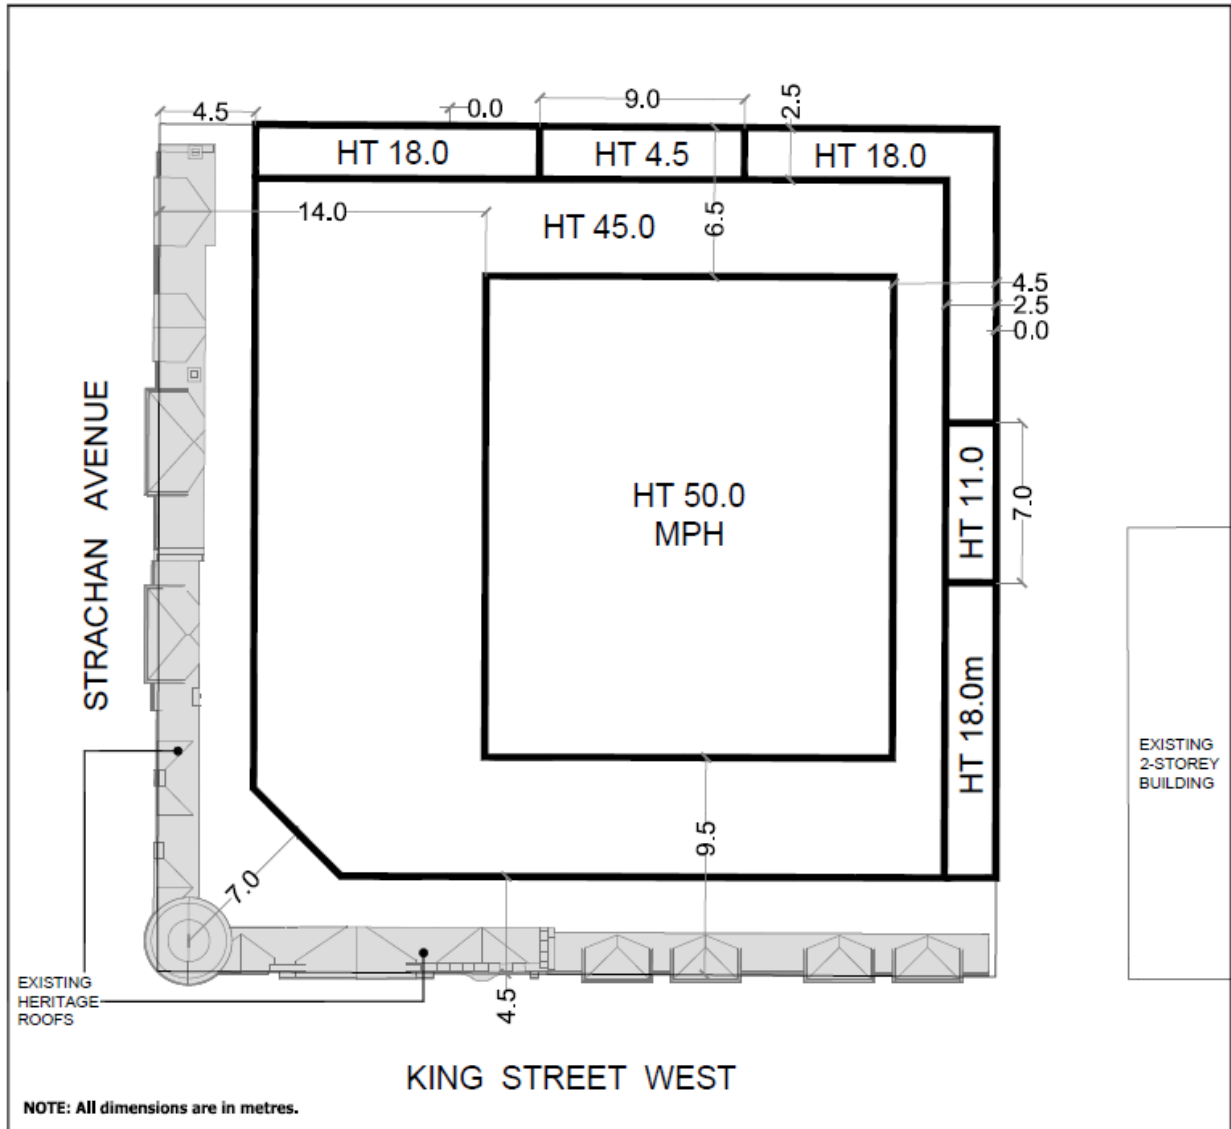 4.5
0.0
9.0
2.5
HT 18.0
HT 4.5
HT 18.0
14.0
HT 45.0
6.5
4.5
2.5
0.0
HT 50.0
MPH
HT 11.0
7.0
STRACHAN AVENUE
HT 18.0m
EXISTING
2-STOREY
BUILDING
9.5
7.0
EXISTING
HERITAGE
ROOFS
4.5
KING STREET WEST
NOTE: All dimensions are in metres.